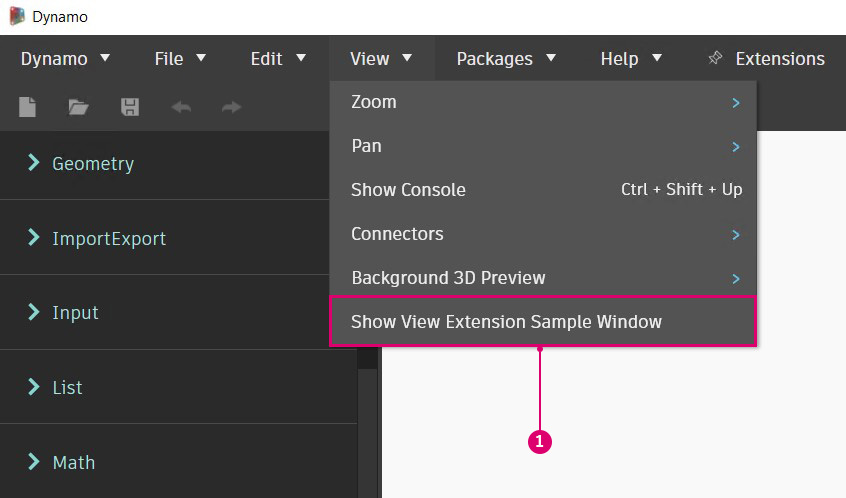 Dynamo
Dynamo File Edit View Packages Help Extensions
Zoom
Pan
Show Console Ctrl + Shift + Up
Connectors
Background 3D Preview
Show View Extension Sample Window
Geometry
ImportExport
Input
List
Math
1